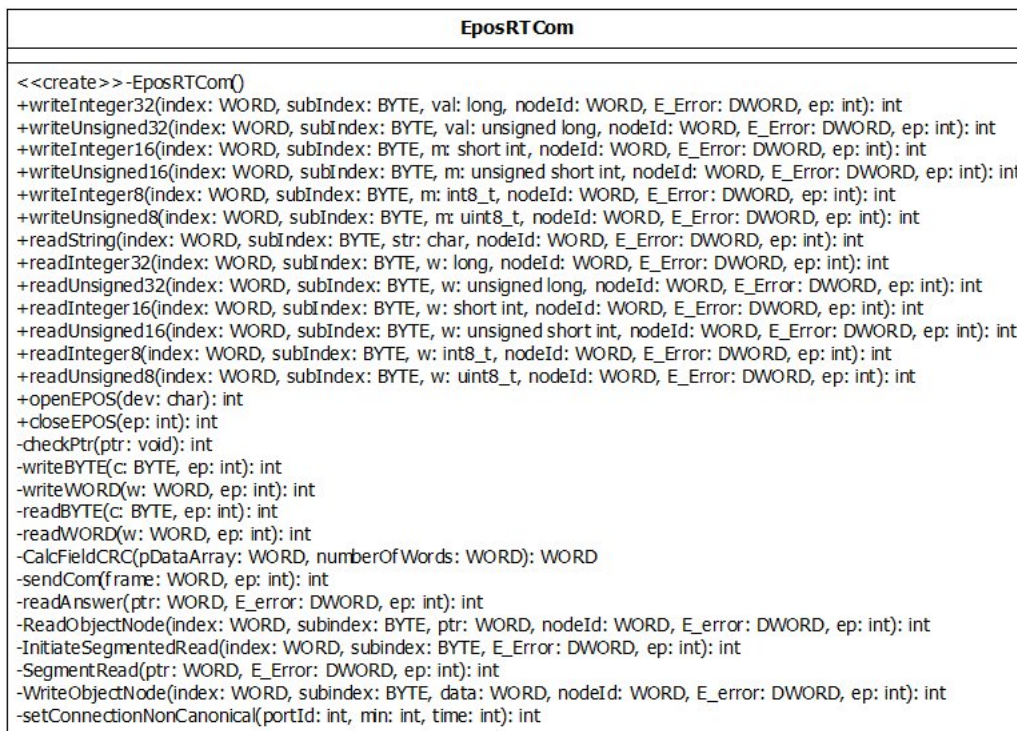 EposRTCom
<<create>>-EposRTCom()
+writeInteger32(index: WORD, subIndex: BYTE, val: long, nodeId: WORD, E_Error: DWORD, ep: int): int
+writeUnsigned32(index: WORD, subIndex: BYTE, val: unsigned long, nodeId: WORD, E_Error: DWORD, ep: int): int
+writeInteger16(index: WORD, subIndex: BYTE, m: short int, nodeId: WORD, E_Error: DWORD, ep: int): int
+writeUnsigned16(index: WORD, subIndex: BYTE, m: unsigned short int, nodeId: WORD, E_Error: DWORD, ep: int): int
+writeInteger8(index: WORD, subIndex: BYTE, m: int8_t, nodeId: WORD, E_Error: DWORD, ep: int): int
+writeUnsigned8(index: WORD, subIndex: BYTE, m: uint8_t, nodeId: WORD, E_Error: DWORD, ep: int): int
+readString(index: WORD, subIndex: BYTE, str: char, nodeId: WORD, E_Error: DWORD, ep: int): int
+readInteger32(index: WORD, subIndex: BYTE, w: long, nodeId: WORD, E_Error: DWORD, ep: int): int
+readUnsigned32(index: WORD, subIndex: BYTE, w: unsigned long, nodeId: WORD, E_Error: DWORD, ep: int): int
+readInteger16(index: WORD, subIndex: BYTE, w: short int, nodeId: WORD, E_Error: DWORD, ep: int): int
+readUnsigned16(index: WORD, subIndex: BYTE, w: unsigned short int, nodeId: WORD, E_Error: DWORD, ep: int): int
+readInteger8(index: WORD, subIndex: BYTE, w: int8_t, nodeId: WORD, E_Error: DWORD, ep: int): int
+readUnsigned8(index: WORD, subIndex: BYTE, w: uint8_t, nodeId: WORD, E_Error: DWORD, ep: int): int
+openEPOS(dev: char): int
+closeEPOS(ep: int): int
-checkPtr(ptr: void): int
-writeBYTE(c: BYTE, ep: int): int
-writeWORD(w: WORD, ep: int): int
-readBYTE(c: BYTE, ep: int): int
-readWORD(w: WORD, ep: int): int
-CalcFieldCRC(pDataArray: WORD, numberOfWords: WORD): WORD
-sendCom(frame: WORD, ep: int): int
-readAnswer(ptr: WORD, E_error: DWORD, ep: int): int
-ReadObjectNode(index: WORD, subindex: BYTE, ptr: WORD, nodeId: WORD, E_error: DWORD, ep: int): int
-InitiateSegmentedRead(index: WORD, subindex: BYTE, E_Error: DWORD, ep: int): int
-SegmentRead(ptr: WORD, E_Error: DWORD, ep: int): int
-WriteObjectNode(index: WORD, subindex: BYTE, data: WORD, nodeId: WORD, E_error: DWORD, ep: int): int
-setConnectionNonCanonical(portId: int, min: int, time: int): int